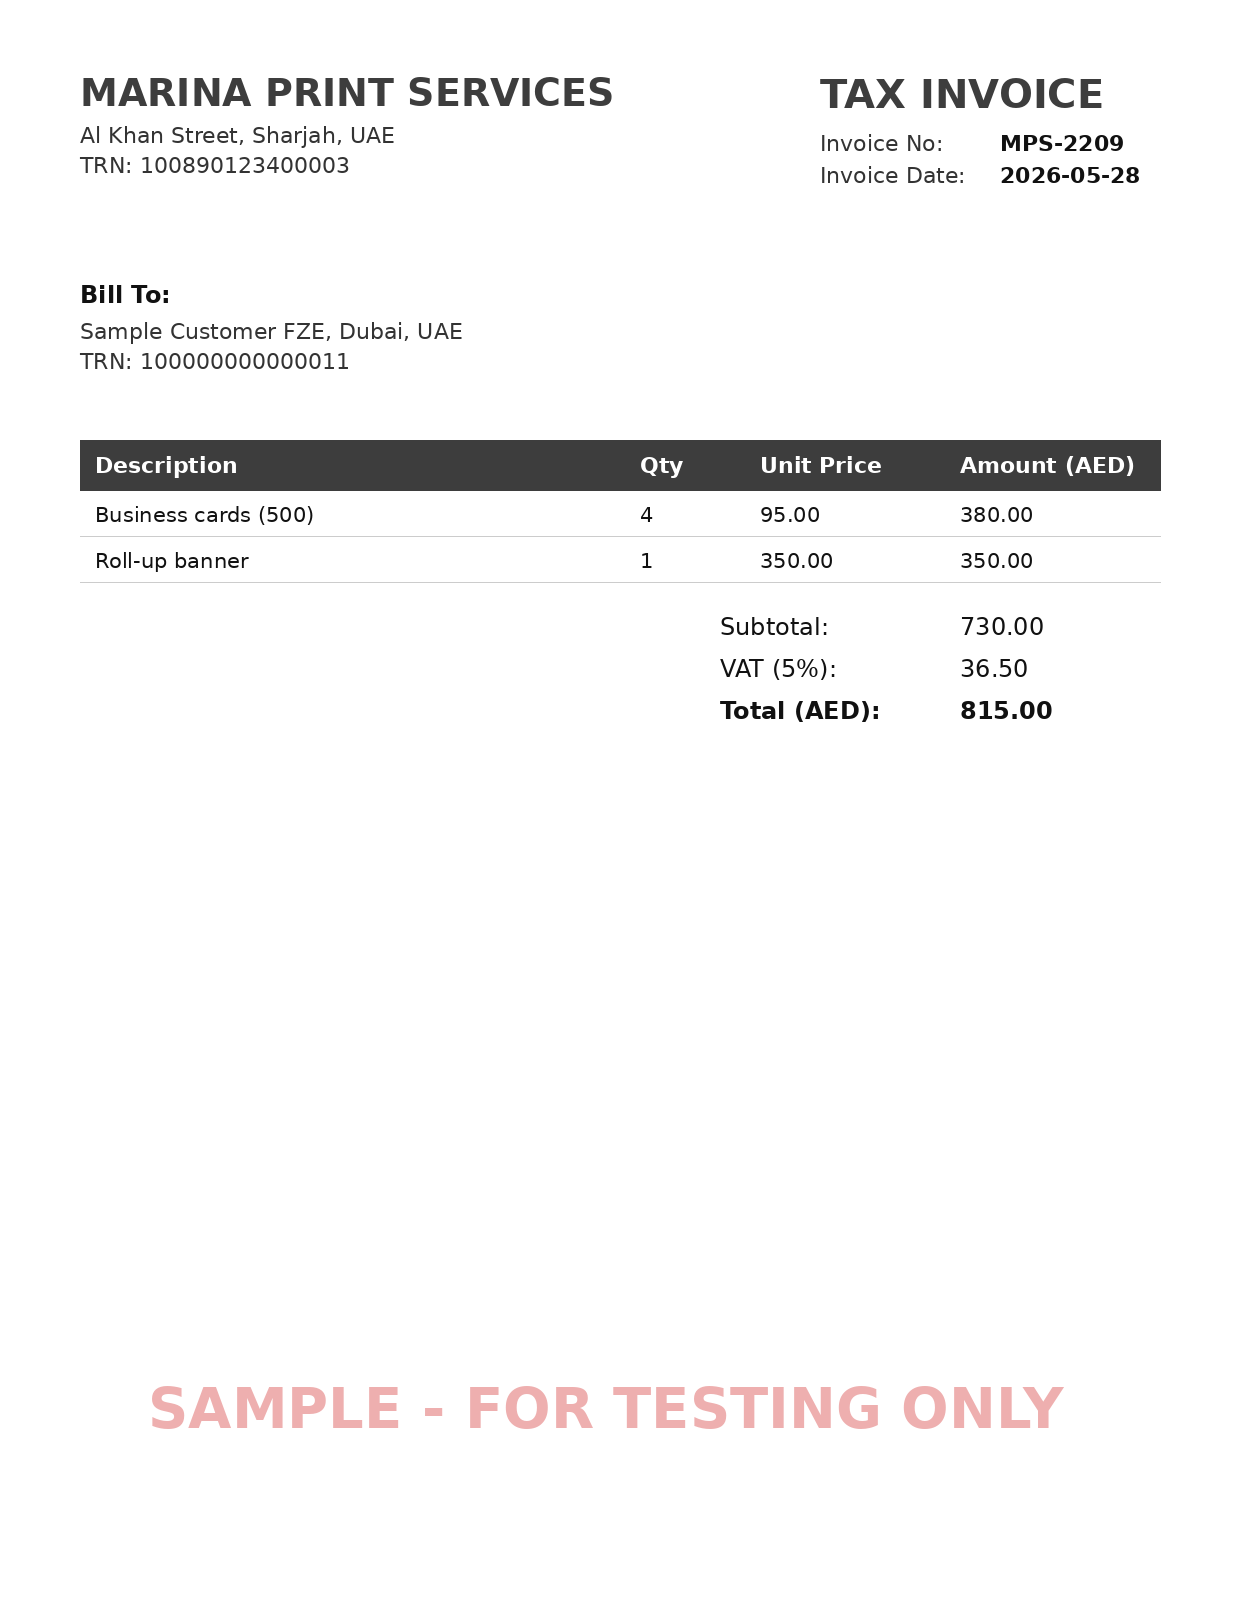 MARINA PRINT SERVICES
Al Khan Street, Sharjah, UAE
TRN: 100890123400003
TAX INVOICE
Invoice No: MPS-2209
Invoice Date: 2026-05-28
Bill To:
Sample Customer FZE, Dubai, UAE
TRN: 100000000000011
Description Qty Unit Price Amount (AED)
Business cards (500) 4 95.00 380.00
Roll-up banner 1 350.00 350.00
Subtotal: 730.00
VAT (5%): 36.50
Total (AED): 815.00
SAMPLE - FOR TESTING ONLY